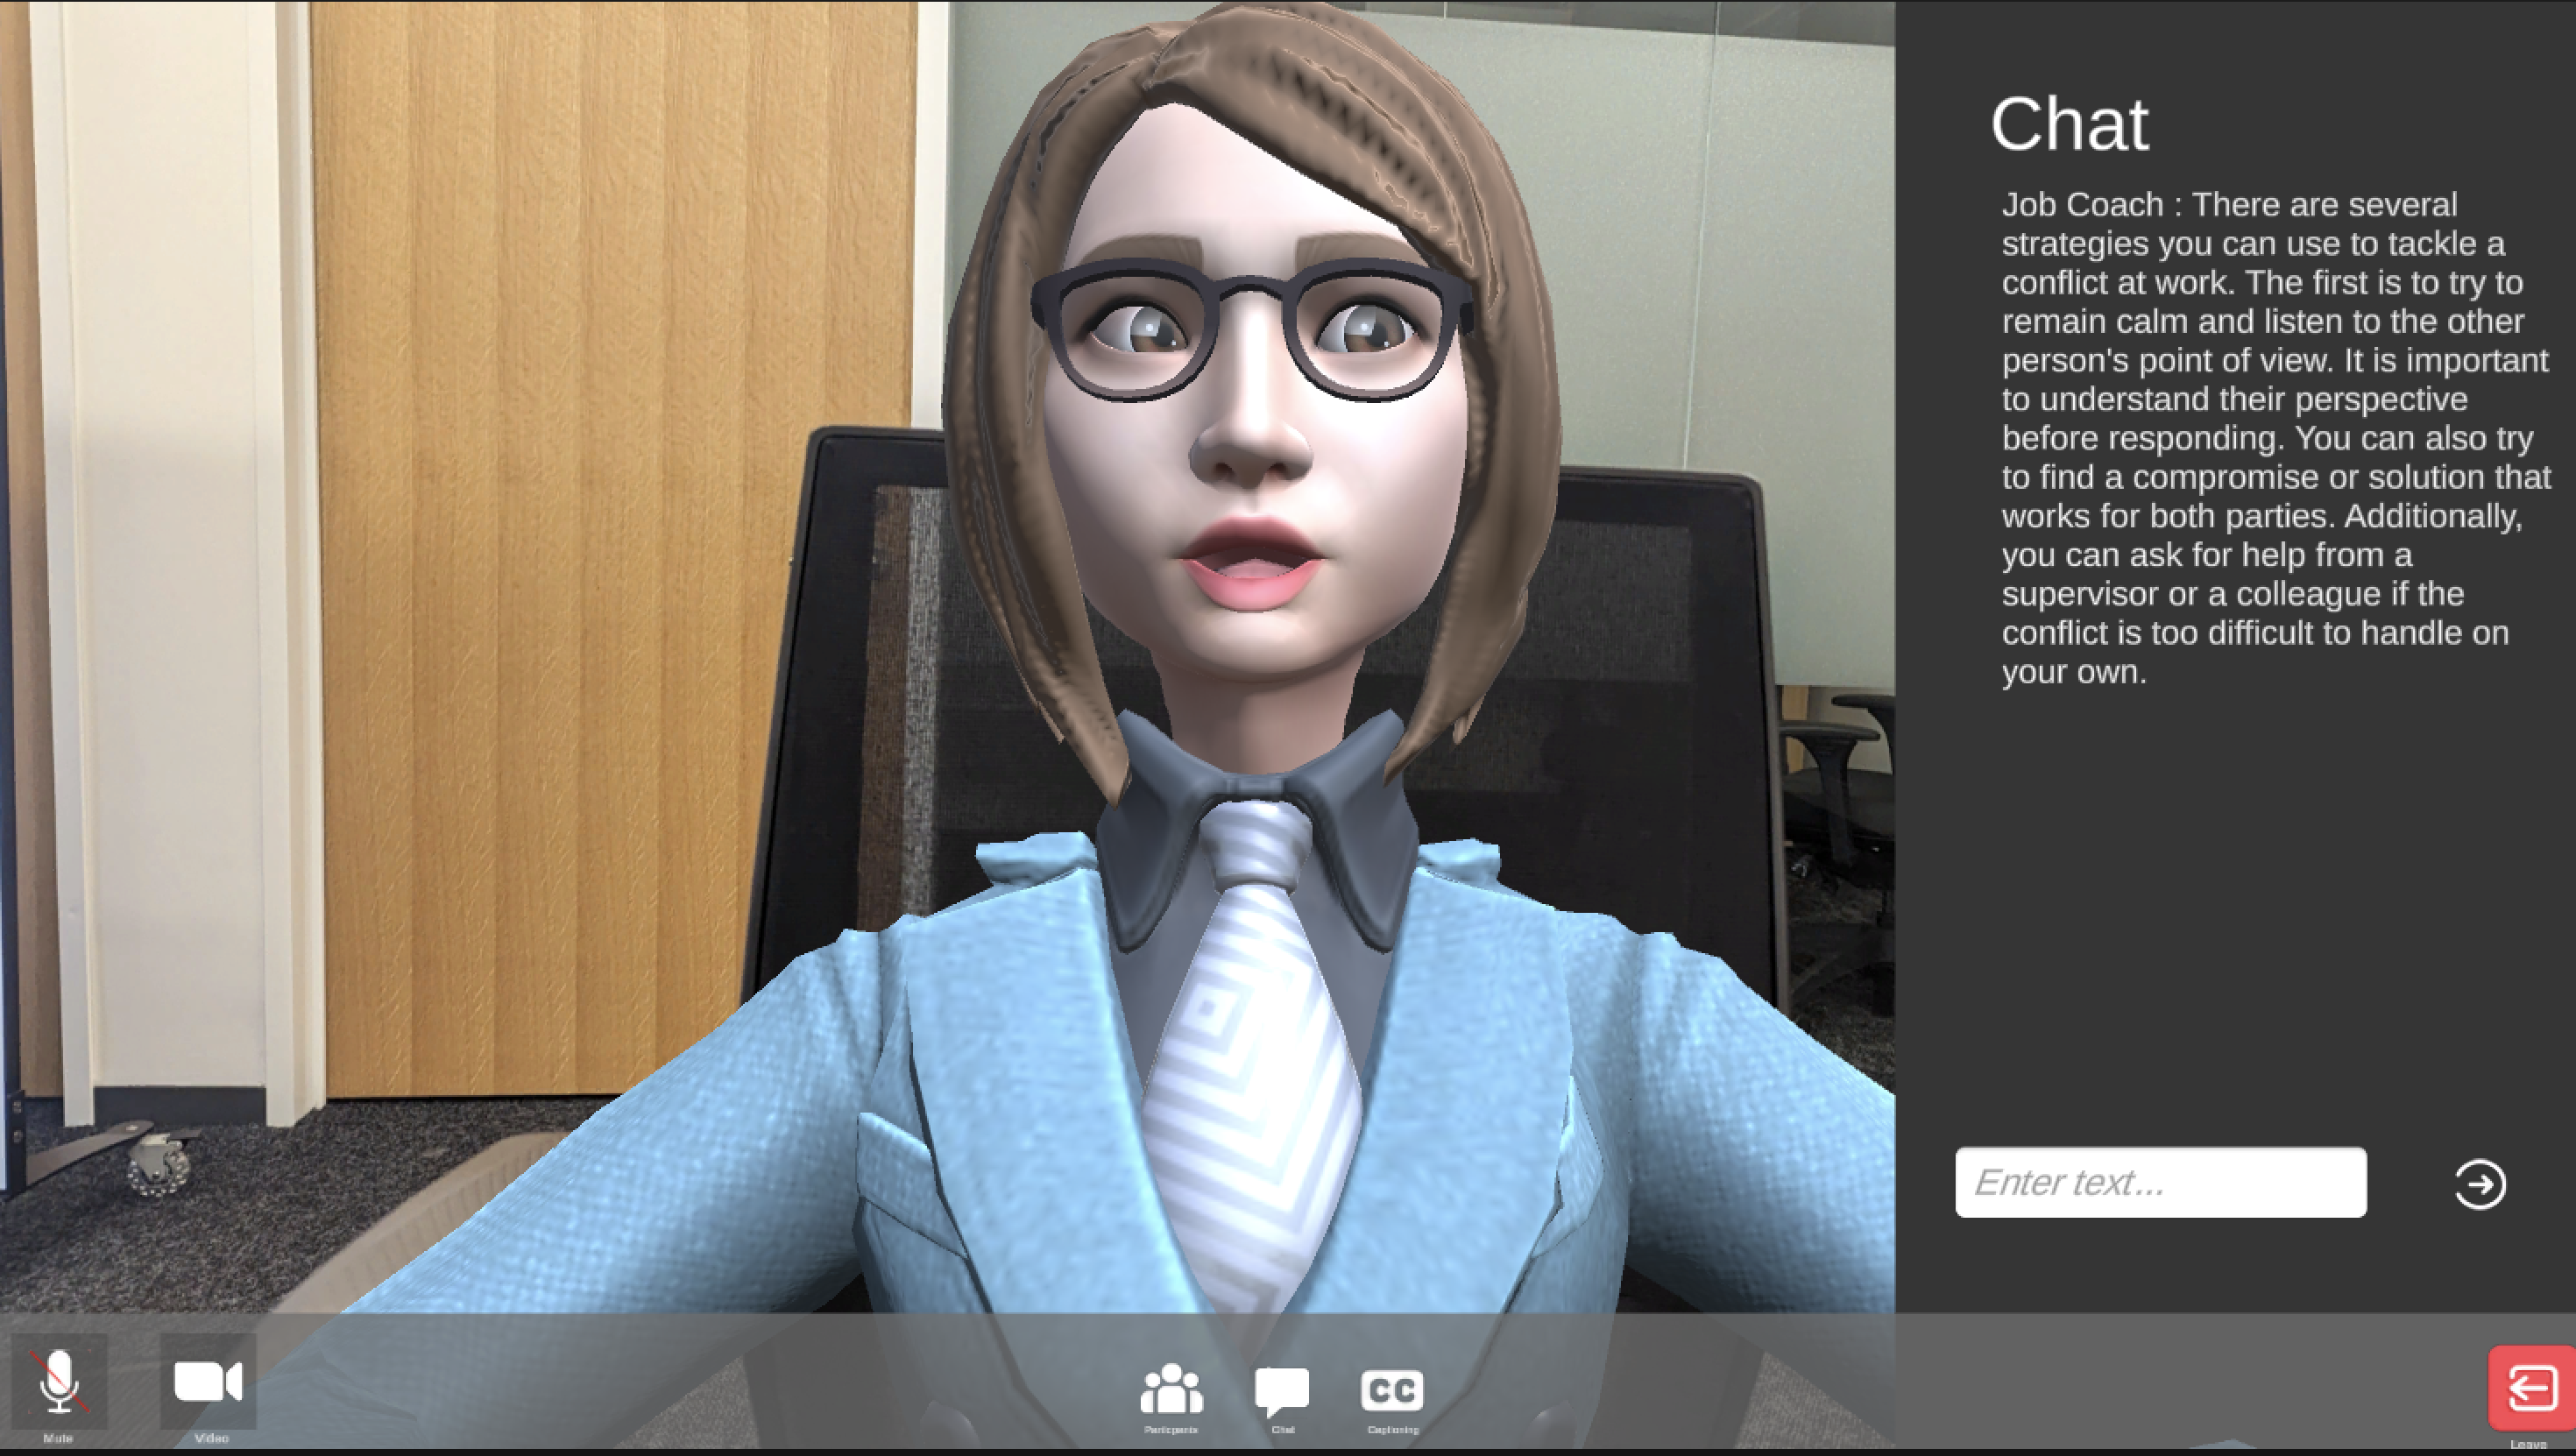 Chat
Job Coach : There are several
strategies you can use to tackle a
conflict at work. The first is to try to
remain calm and listen to the other
person's point of view. It is important
to understand their perspective
before responding. You can also try
to find a compromise or solution that
works for both parties. Additionally,
you can ask for help from a
supervisor or a colleague if the
conflict is too difficult to handle on
your own.
Enter text...
CC
Mute
Video
Participants
Chat
Captioning
Leave